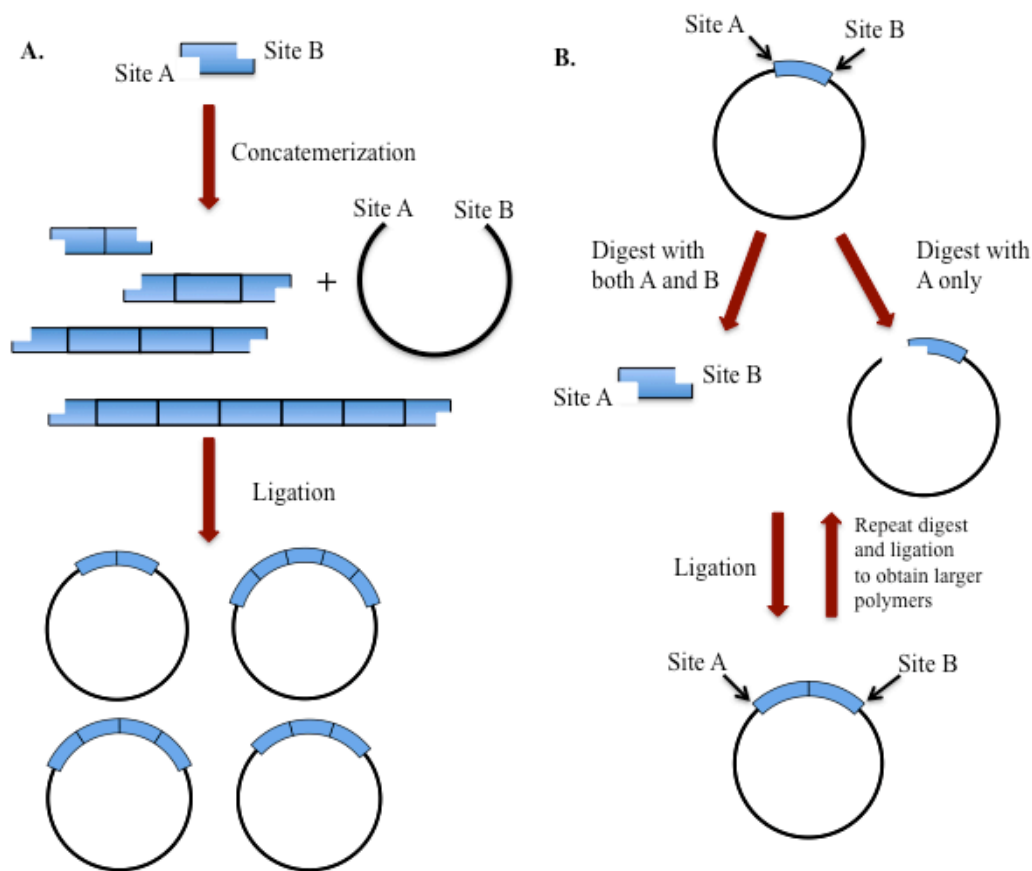 A.
Site A
Site B
Concatemerization
Site A
Site B
+
Ligation
B.
Site A
Site B
Digest with
both A and B
Digest with
A only
Site A
Site B
Ligation
Repeat digest
and ligation
to obtain larger
polymers
Site A
Site B